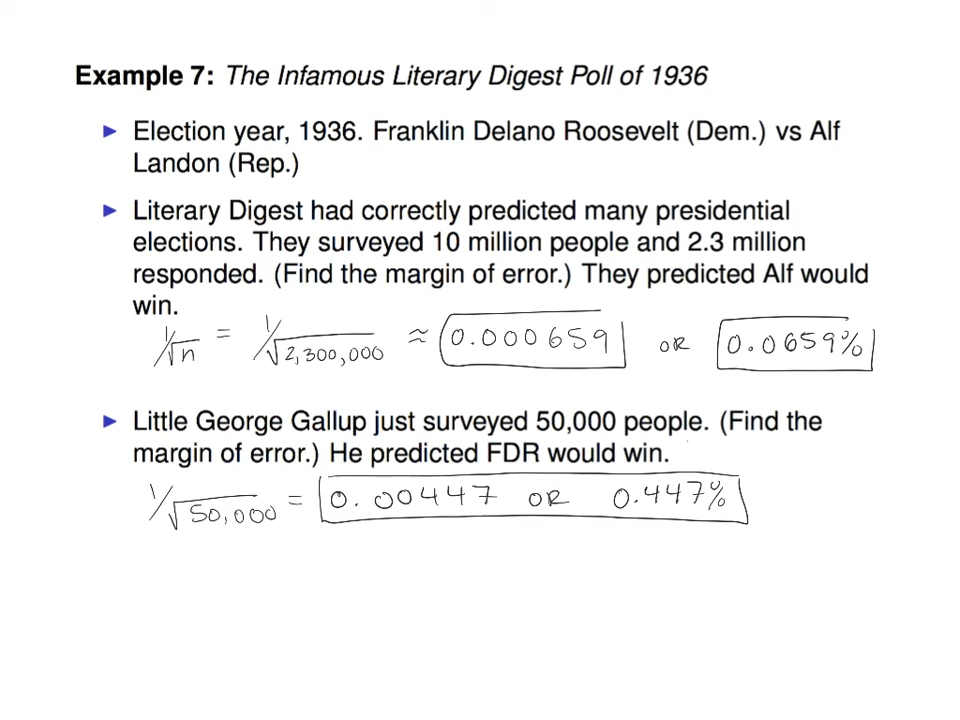 Example 7: The Infamous Literary Digest Poll of 1936
► Election year, 1936. Franklin Delano Roosevelt (Dem.) vs Alf
Landon (Rep.)
► Literary Digest had correctly predicted many presidential
elections. They surveyed 10 million people and 2.3 million
responded. (Find the margin of error.) They predicted Alf would
win.
1/√n = 1/√2,300,000 ≈ 0.000659 OR 0.0659%
► Little George Gallup just surveyed 50,000 people. (Find the
margin of error.) He predicted FDR would win.
1/√50,000 = 0.00447 OR 0.447%